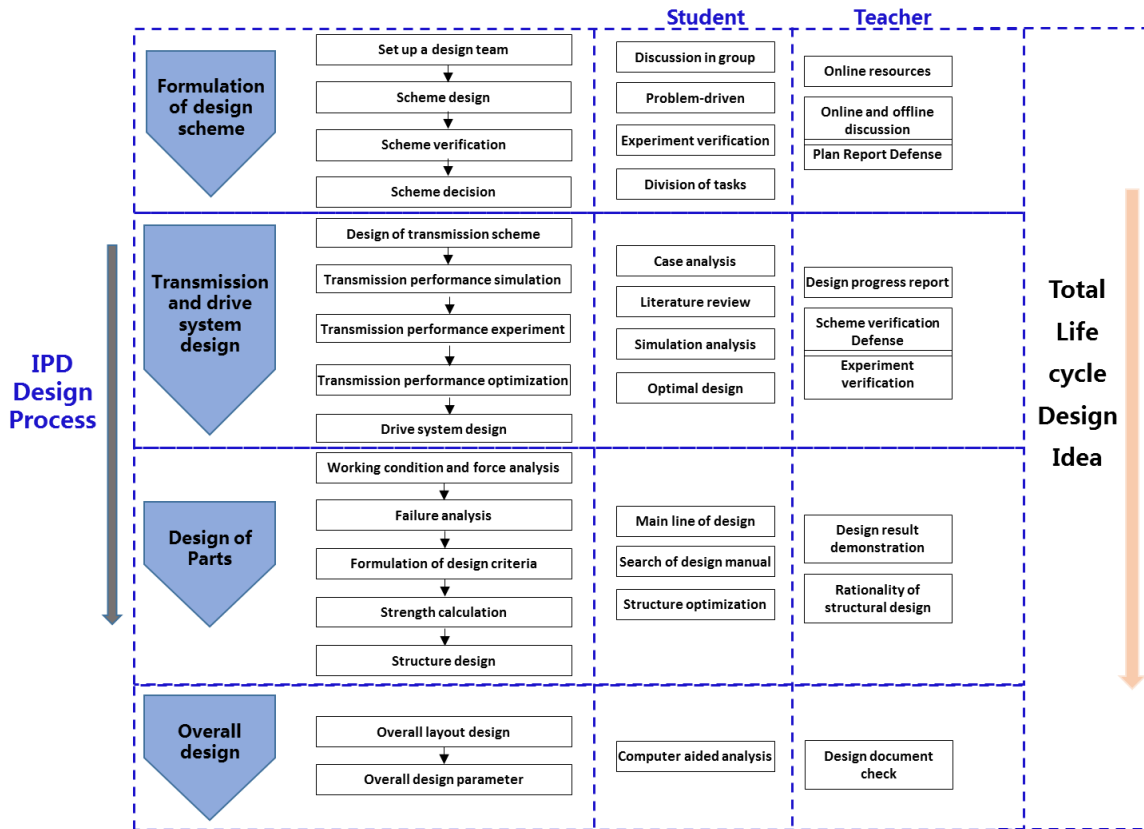 Student
Teacher
Formulation
of design
scheme
Set up a design team
Scheme design
Scheme verification
Scheme decision
Discussion in group
Problem-driven
Experiment verification
Division of tasks
Online resources
Online and offline
discussion
Plan Report Defense
IPD
Design
Process
Transmission
and drive
system
design
Design of transmission scheme
Transmission performance simulation
Transmission performance experiment
Transmission performance optimization
Drive system design
Case analysis
Literature review
Simulation analysis
Optimal design
Design progress report
Scheme verification
Defense
Experiment
verification
Total
Life
cycle
Design
Idea
Design of
Parts
Working condition and force analysis
Failure analysis
Formulation of design criteria
Strength calculation
Structure design
Main line of design
Search of design manual
Structure optimization
Design result
demonstration
Rationality of
structural design
Overall
design
Overall layout design
Overall design parameter
Computer aided analysis
Design document
check